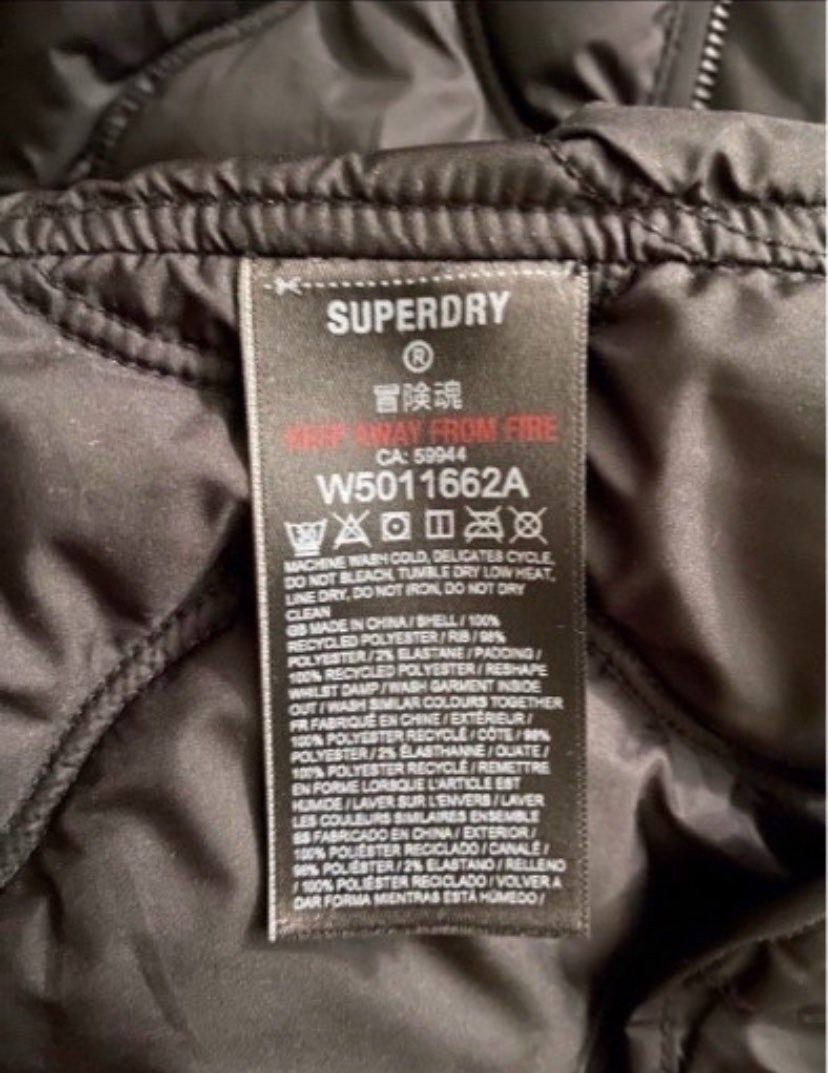 SUPERDRY
®
冒険魂
KEEP AWAY FROM FIRE
CA: 59944
W5011662A
MACHINE WASH COLD, DELICATES CYCLE,
DO NOT BLEACH, TUMBLE DRY LOW HEAT,
LINE DRY, DO NOT IRON, DO NOT DRY
CLEAN
GB MADE IN CHINA / SHELL / 100%
RECYCLED POLYESTER / RIB / 98%
POLYESTER / 2% ELASTANE / PADDING /
100% RECYCLED POLYESTER / RESHAPE
WHILST DAMP / WASH GARMENT INSIDE
OUT / WASH SIMILAR COLOURS TOGETHER
FR FABRIQUÉ EN CHINE / EXTÉRIEUR /
100% POLYESTER RECYCLÉ / CÔTE / 98%
POLYESTER / 2% ÉLASTHANNE / OUATE /
100% POLYESTER RECYCLÉ / REMETTRE
EN FORME LORSQUE L'ARTICLE EST
HUMIDE / LAVER SUR L'ENVERS / LAVER
LES COULEURS SIMILAIRES ENSEMBLE
ES FABRICADO EN CHINA / EXTERIOR /
100% POLIÉSTER RECICLADO / CANALÉ /
98% POLIÉSTER / 2% ELASTANO / RELLENO
/ 100% POLIÉSTER RECICLADO / VOLVER A
DAR FORMA MIENTRAS ESTÁ HÚMEDO /